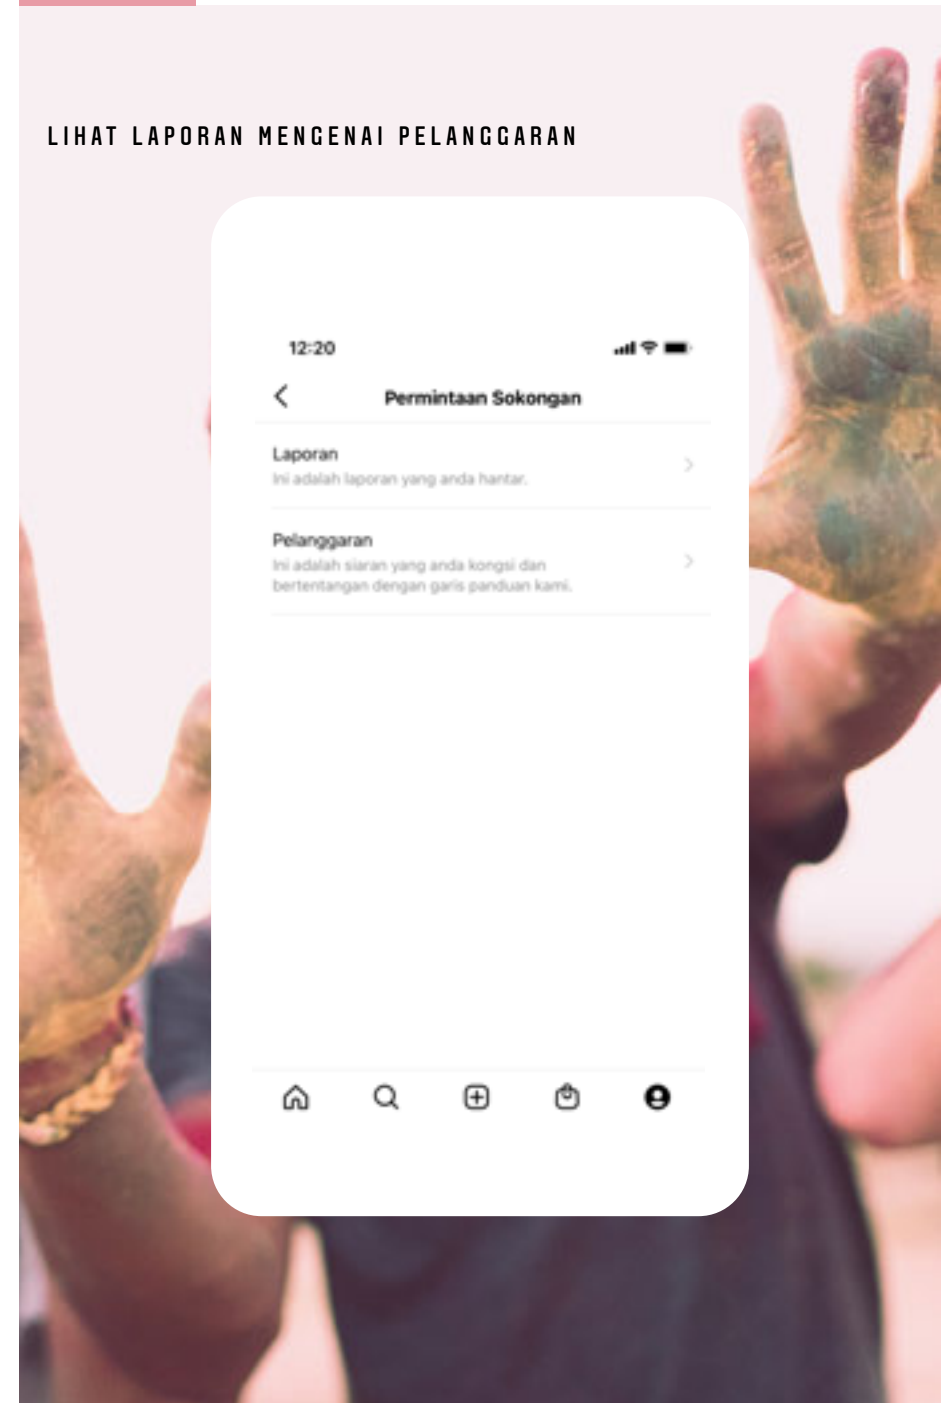 LIHAT LAPORAN MENGENAI PELANGGARAN
12:20
Permintaan Sokongan
Laporan
Ini adalah laporan yang anda hantar.
Pelanggaran
Ini adalah siaran yang anda kongsi dan
bertentangan dengan garis panduan kami.